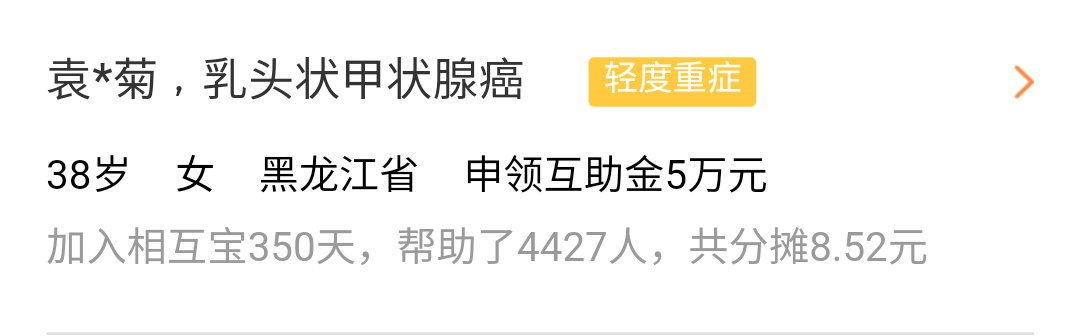 袁*菊，乳头状甲状腺癌 轻度重症
38岁 女 黑龙江省 申领互助金5万元
加入相互宝350天，帮助了4427人，共分摊8.52元